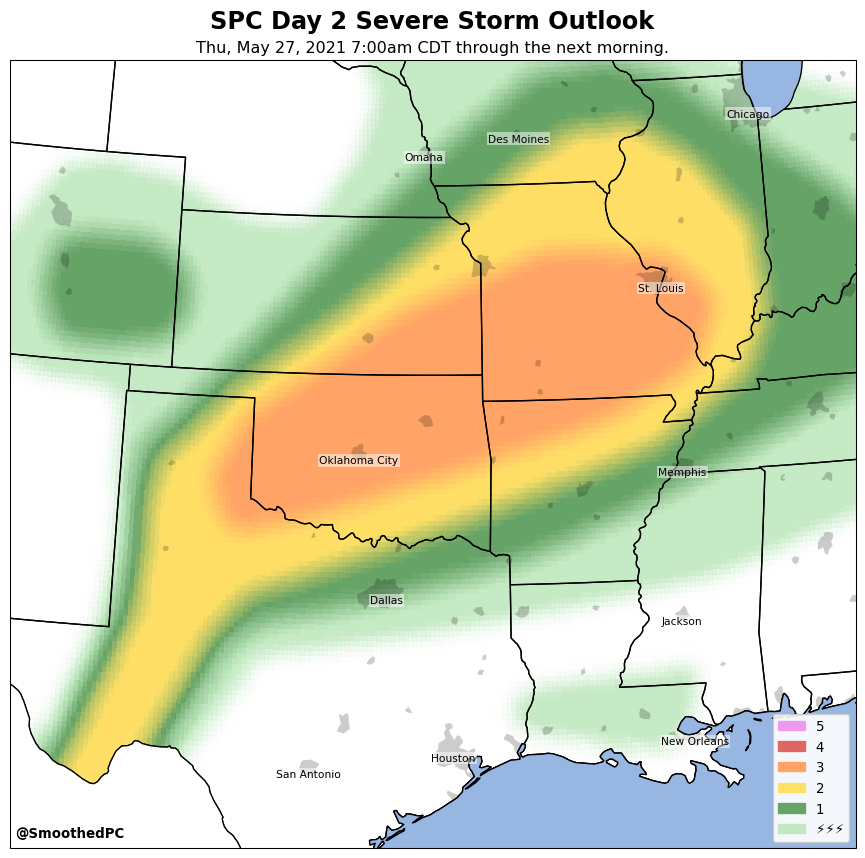 SPC Day 2 Severe Storm Outlook
Thu, May 27, 2021 7:00am CDT through the next morning.
Chicago
Des Moines
Omaha
St. Louis
Oklahoma City
Memphis
Dallas
Jackson
New Orleans
Houston
San Antonio
5
4
3
2
1
⚡⚡⚡
@SmoothedPC